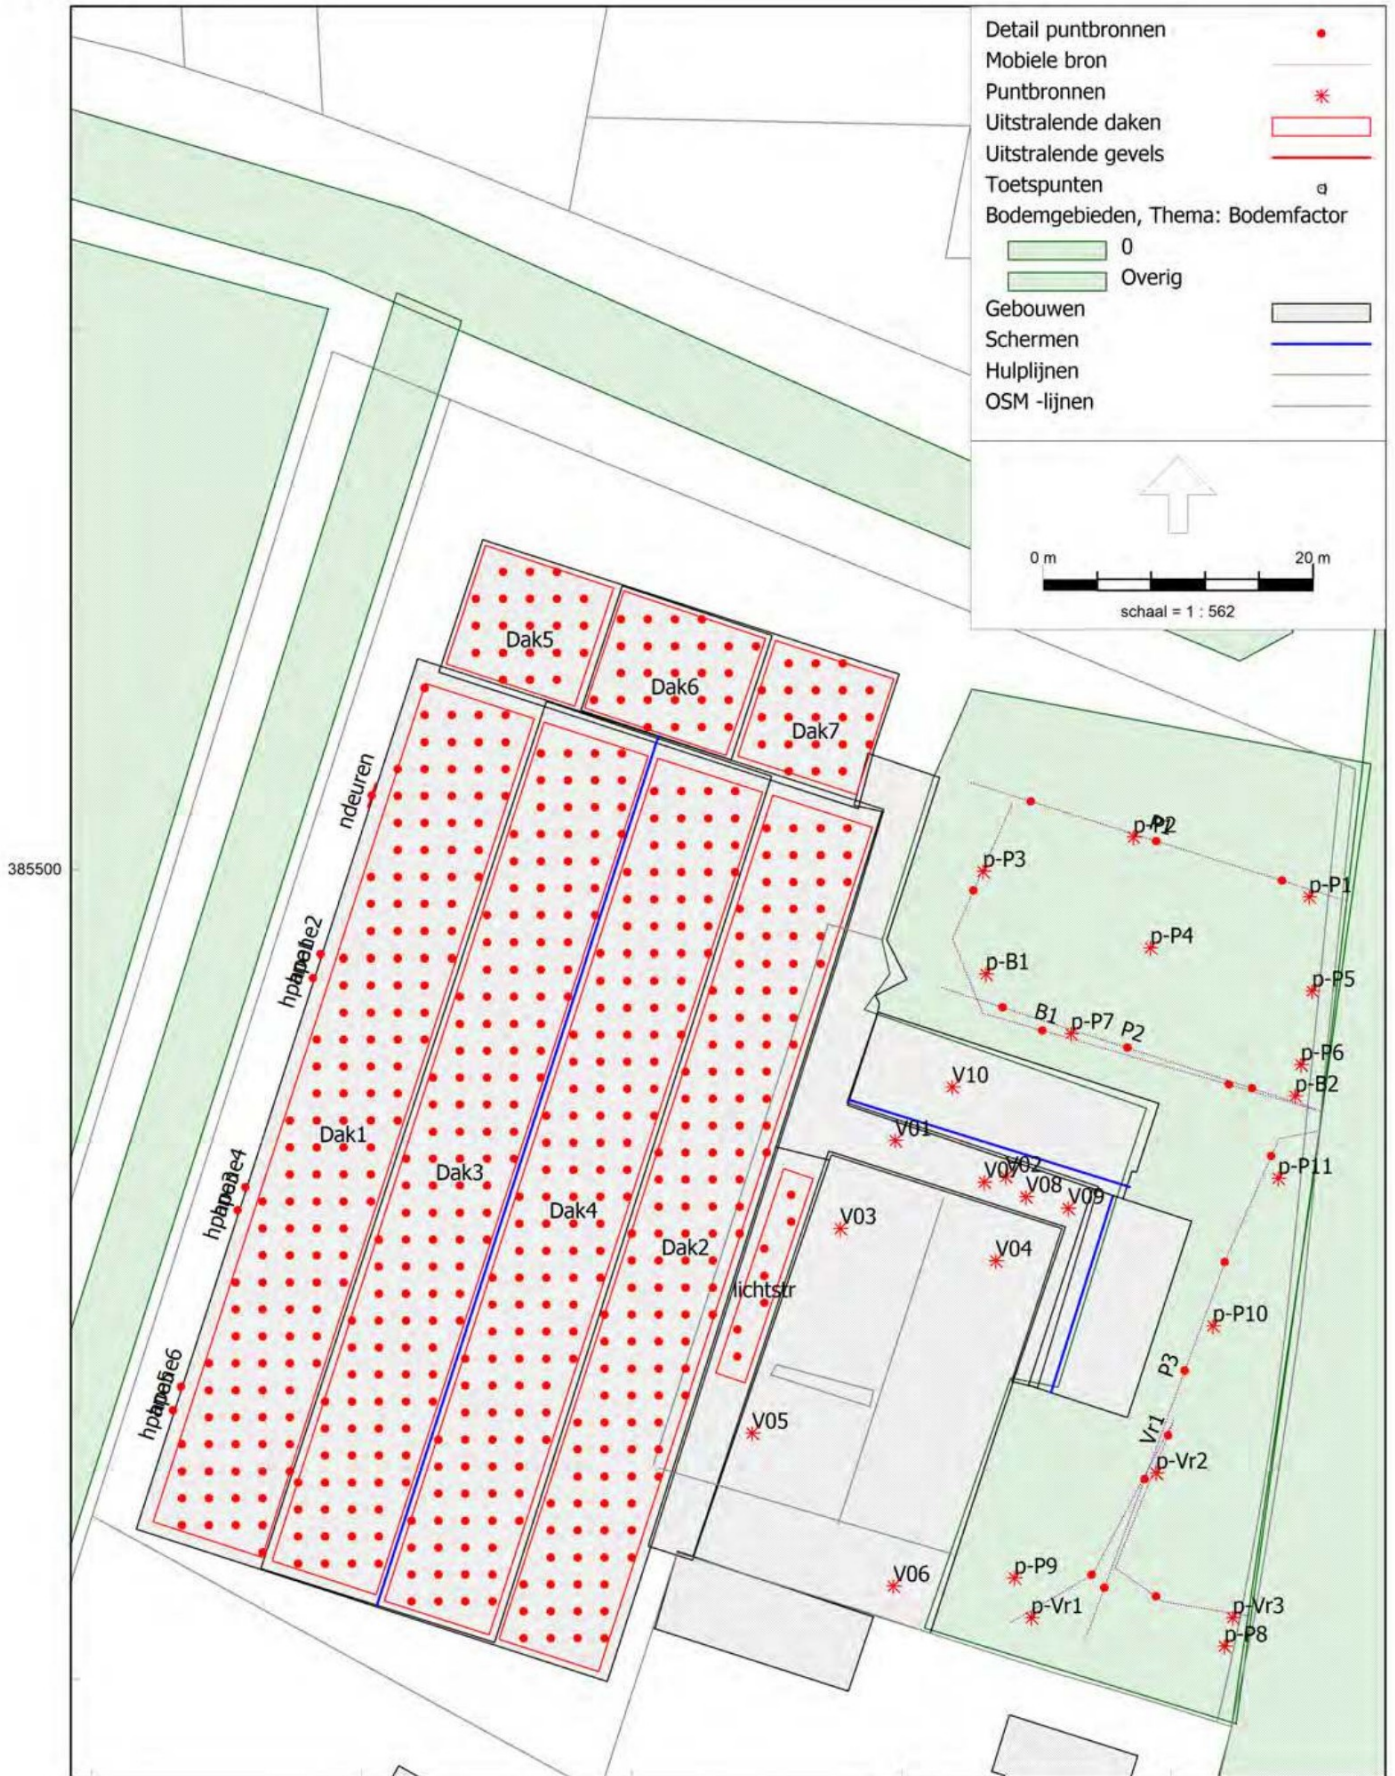 Detail puntbronnen
Mobiele bron
Puntbronnen
Uitstralende daken
Uitstralende gevels
Toetspunten
Bodemgebieden, Thema: Bodemfactor
0
Overig
Gebouwen
Schermen
Hulplijnen
OSM -lijnen
0 m 20 m
schaal = 1 : 562
Dak5
Dak6
Dak7
ndeuren
385500
p-P2
p-P3
p-P1
p-P4
p-B1
p-P5
B1
p-P7
P2
p-P6
p-B2
V10
V01
Dak1
Dak3
Dak4
Dak2
V02
V08
V09
p-P11
V03
V04
lichtstr
p-P10
P3
V05
Vr1
p-Vr2
V06
p-P9
p-Vr1
p-Vr3
p-P8